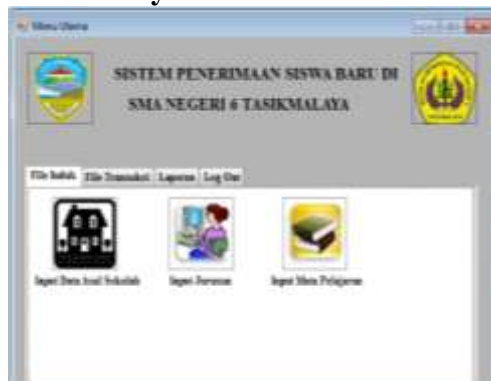 Menu Utama
SISTEM PENERIMAAN SISWA BARU DI
SMA NEGERI 6 TASIKMALAYA
File Induk File Transaksi Laporan Log Out
Input Data Asal Sekolah Input Jurusan Input Mata Pelajaran